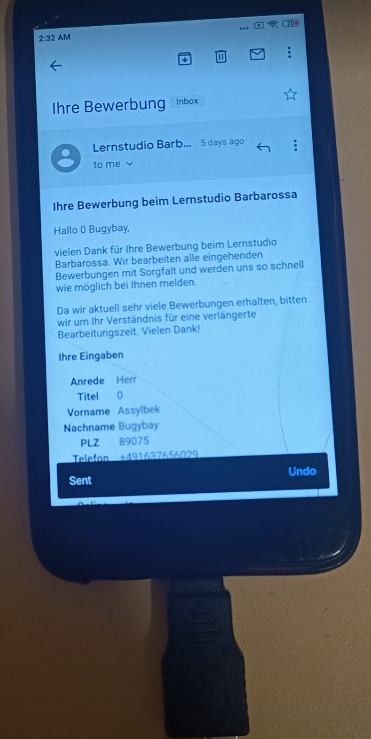 2:32 AM
Ihre Bewerbung Inbox
Lernstudio Barb... 5 days ago
to me
Ihre Bewerbung beim Lernstudio Barbarossa
Hallo 0 Bugybay,
vielen Dank für Ihre Bewerbung beim Lernstudio
Barbarossa. Wir bearbeiten alle eingehenden
Bewerbungen mit Sorgfalt und werden uns so schnell
wie möglich bei Ihnen melden.
Da wir aktuell sehr viele Bewerbungen erhalten, bitten
wir um Ihr Verständnis für eine verlängerte
Bearbeitungszeit. Vielen Dank!
Ihre Eingaben
Anrede Herr
Titel 0
Vorname Assylbek
Nachname Bugybay
PLZ 89075
Telefon +491637656029
Sent Undo